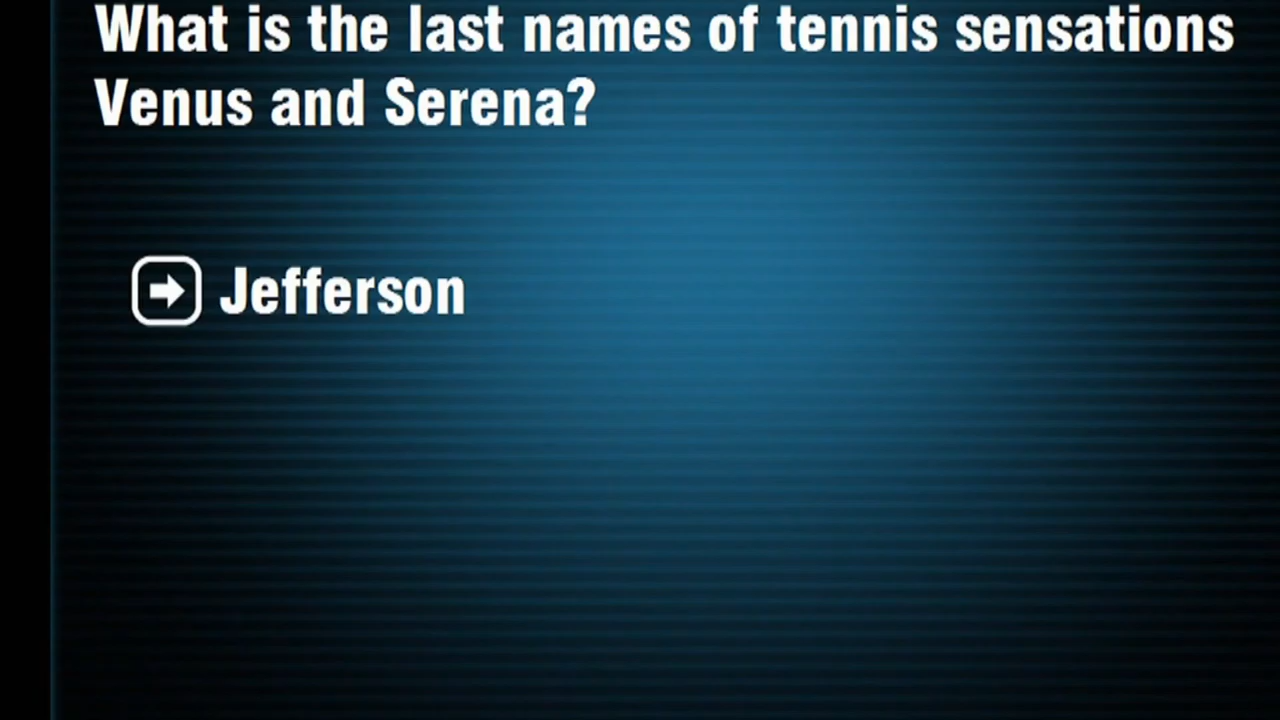 What is the last names of tennis sensations
Venus and Serena?
Jefferson